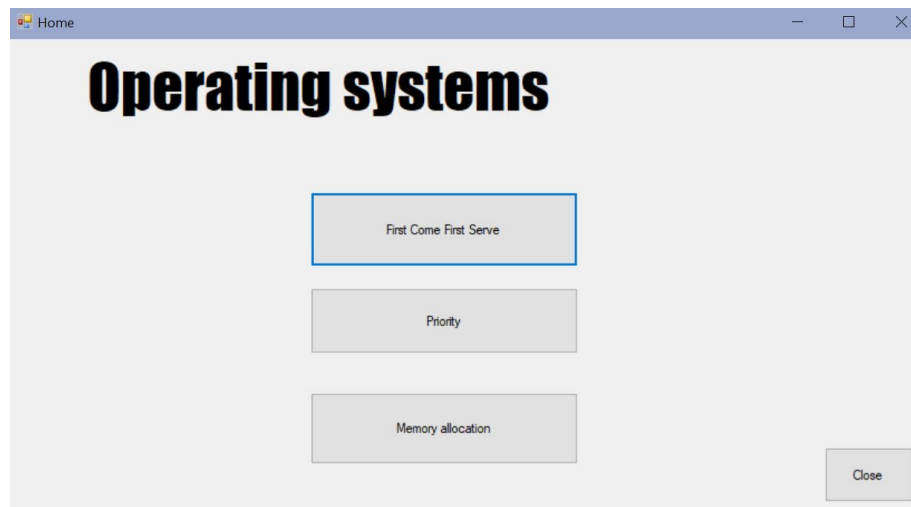 Home
Operating systems
First Come First Serve
Priority
Memory allocation
Close